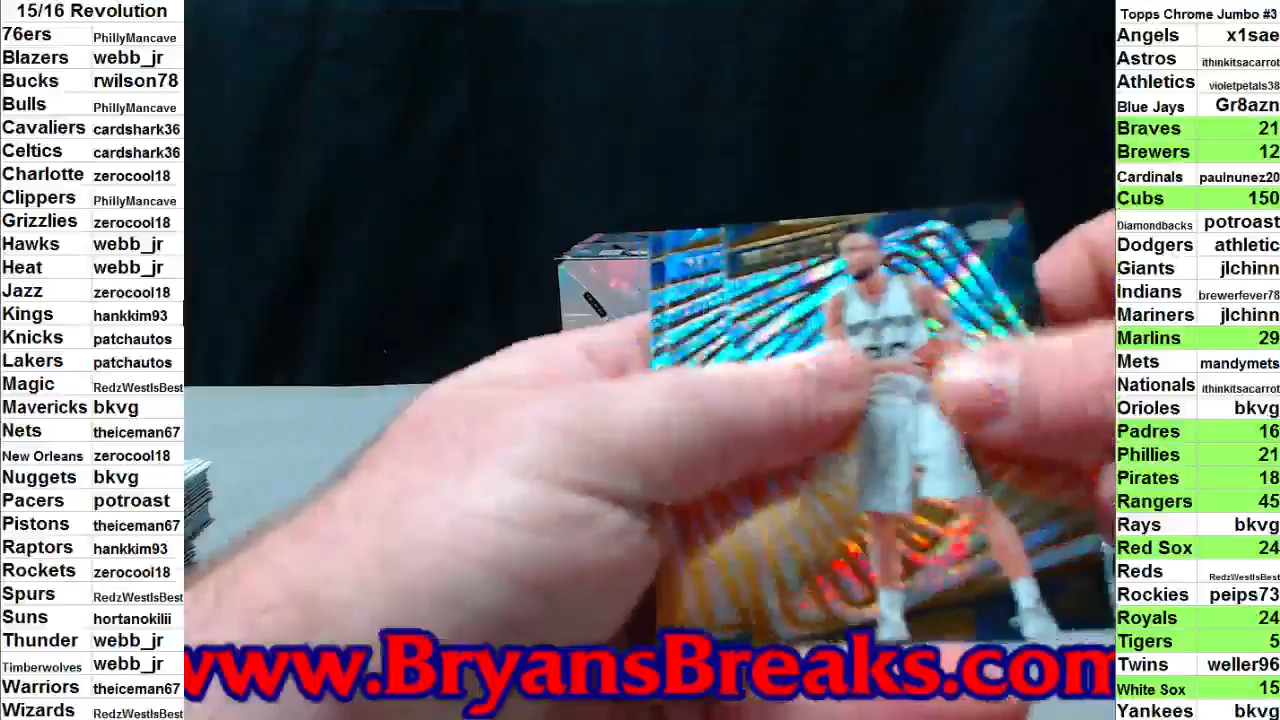 15/16 Revolution
76ers PhillyMancave
Blazers webb_jr
Bucks rwilson78
Bulls PhillyMancave
Cavaliers cardshark36
Celtics cardshark36
Charlotte zerocool18
Clippers PhillyMancave
Grizzlies zerocool18
Hawks webb_jr
Heat webb_jr
Jazz zerocool18
Kings hankkim93
Knicks patchautos
Lakers patchautos
Magic RedzWestIsBest
Mavericks bkvg
Nets theiceman67
New Orleans zerocool18
Nuggets bkvg
Pacers potroast
Pistons theiceman67
Raptors hankkim93
Rockets zerocool18
Spurs RedzWestIsBest
Suns hortanokilii
Thunder webb_jr
Timberwolves webb_jr
Warriors theiceman67
Wizards RedzWestIsBest
www.BryansBreaks.com
Topps Chrome Jumbo #3
Angels x1sae
Astros ithinkitsacarrot
Athletics violetpetals38
Blue Jays Gr8azn
Braves 21
Brewers 12
Cardinals paulnunez20
Cubs 150
Diamondbacks potroast
Dodgers athletic
Giants jlchinn
Indians brewerfever78
Mariners jlchinn
Marlins 29
Mets mandymets
Nationals ithinkitsacarrot
Orioles bkvg
Padres 16
Phillies 21
Pirates 18
Rangers 45
Rays bkvg
Red Sox 24
Reds RedzWestIsBest
Rockies peips73
Royals 24
Tigers 5
Twins weller96
White Sox 15
Yankees bkvg